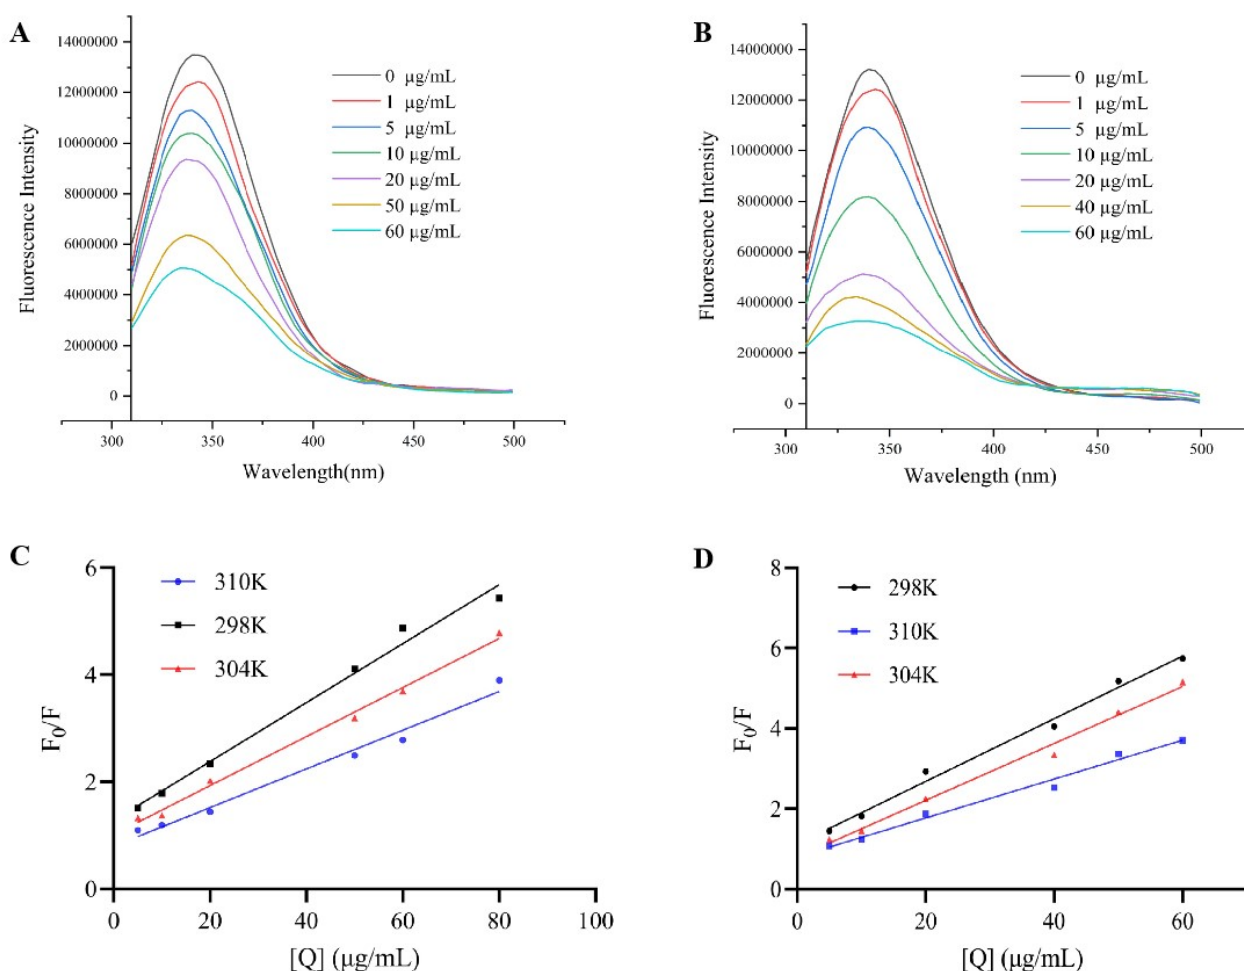 A
14000000
12000000
10000000
8000000
6000000
4000000
2000000
0
Fluorescence Intensity
0 µg/mL
1 µg/mL
5 µg/mL
10 µg/mL
20 µg/mL
50 µg/mL
60 µg/mL
300 350 400 450 500
Wavelength(nm)
B
14000000
12000000
10000000
8000000
6000000
4000000
2000000
0
Fluorescence Intensity
0 µg/mL
1 µg/mL
5 µg/mL
10 µg/mL
20 µg/mL
40 µg/mL
60 µg/mL
300 350 400 450 500
Wavelength (nm)
C
6
4
2
0
F₀/F
310K
298K
304K
0 20 40 60 80 100
[Q] (µg/mL)
D
8
6
4
2
0
F₀/F
298K
310K
304K
0 20 40 60
[Q] (µg/mL)